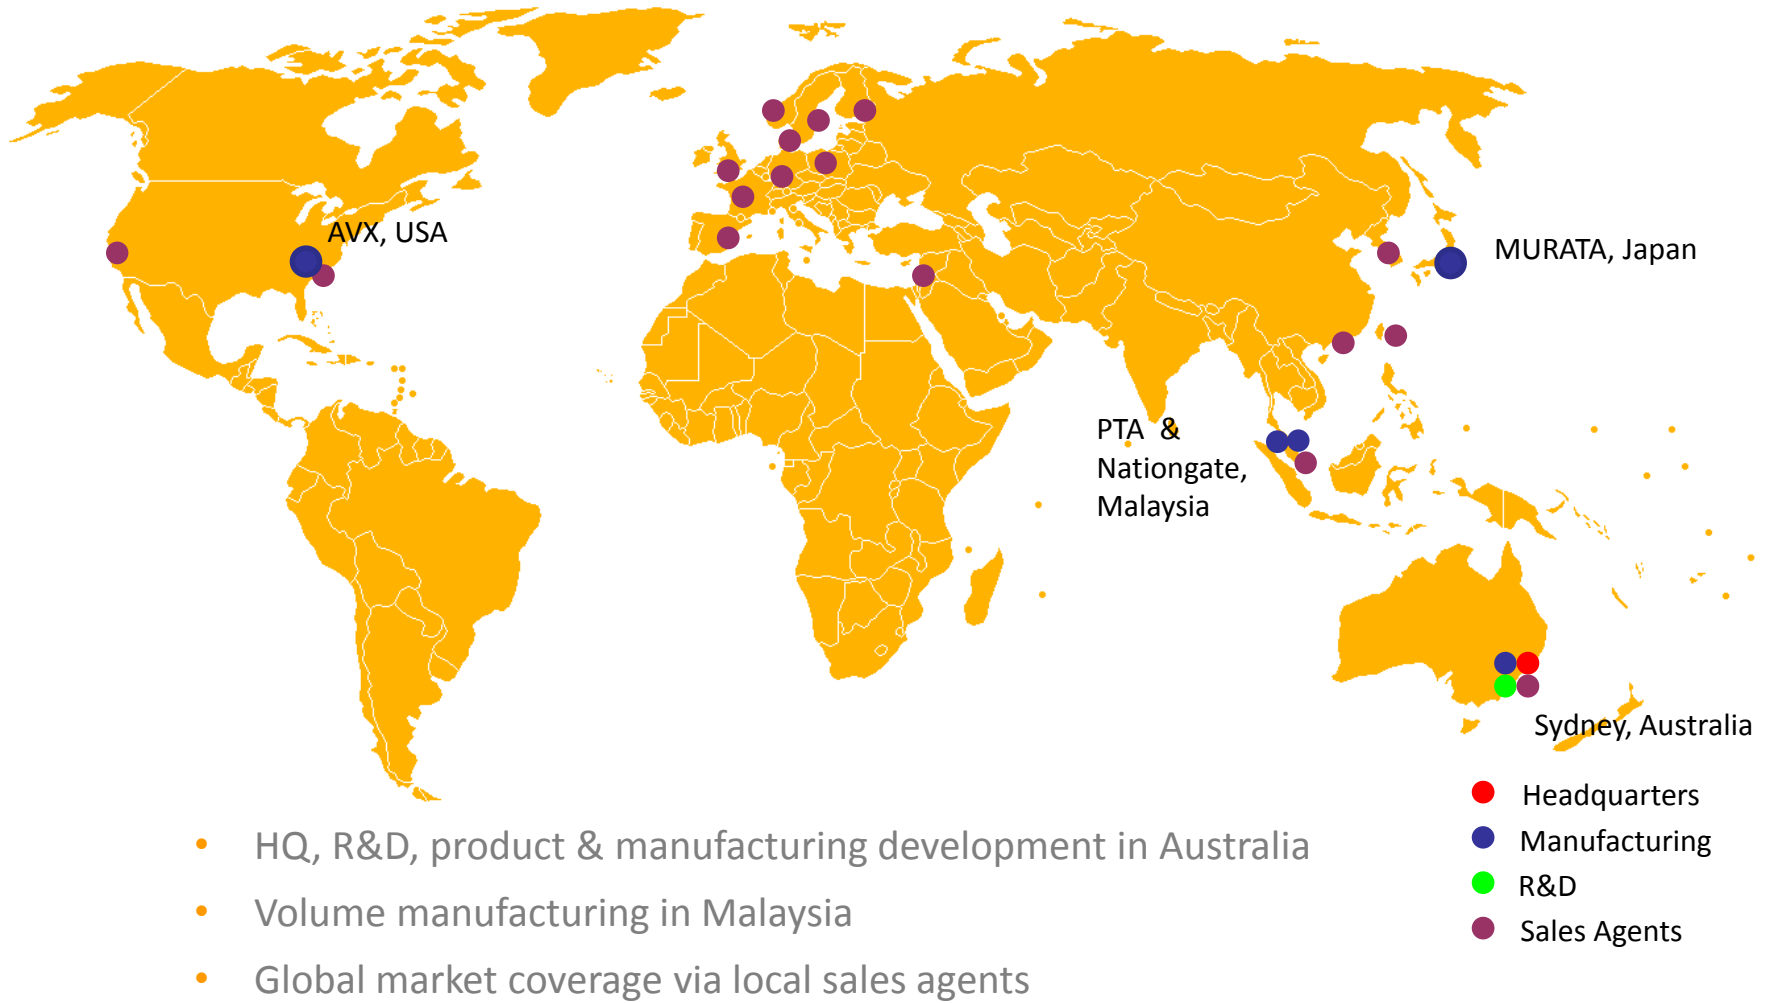 AVX, USA
MURATA, Japan
PTA &
Nationgate,
Malaysia
Sydney, Australia
Headquarters
Manufacturing
R&D
Sales Agents
• HQ, R&D, product & manufacturing development in Australia
• Volume manufacturing in Malaysia
• Global market coverage via local sales agents